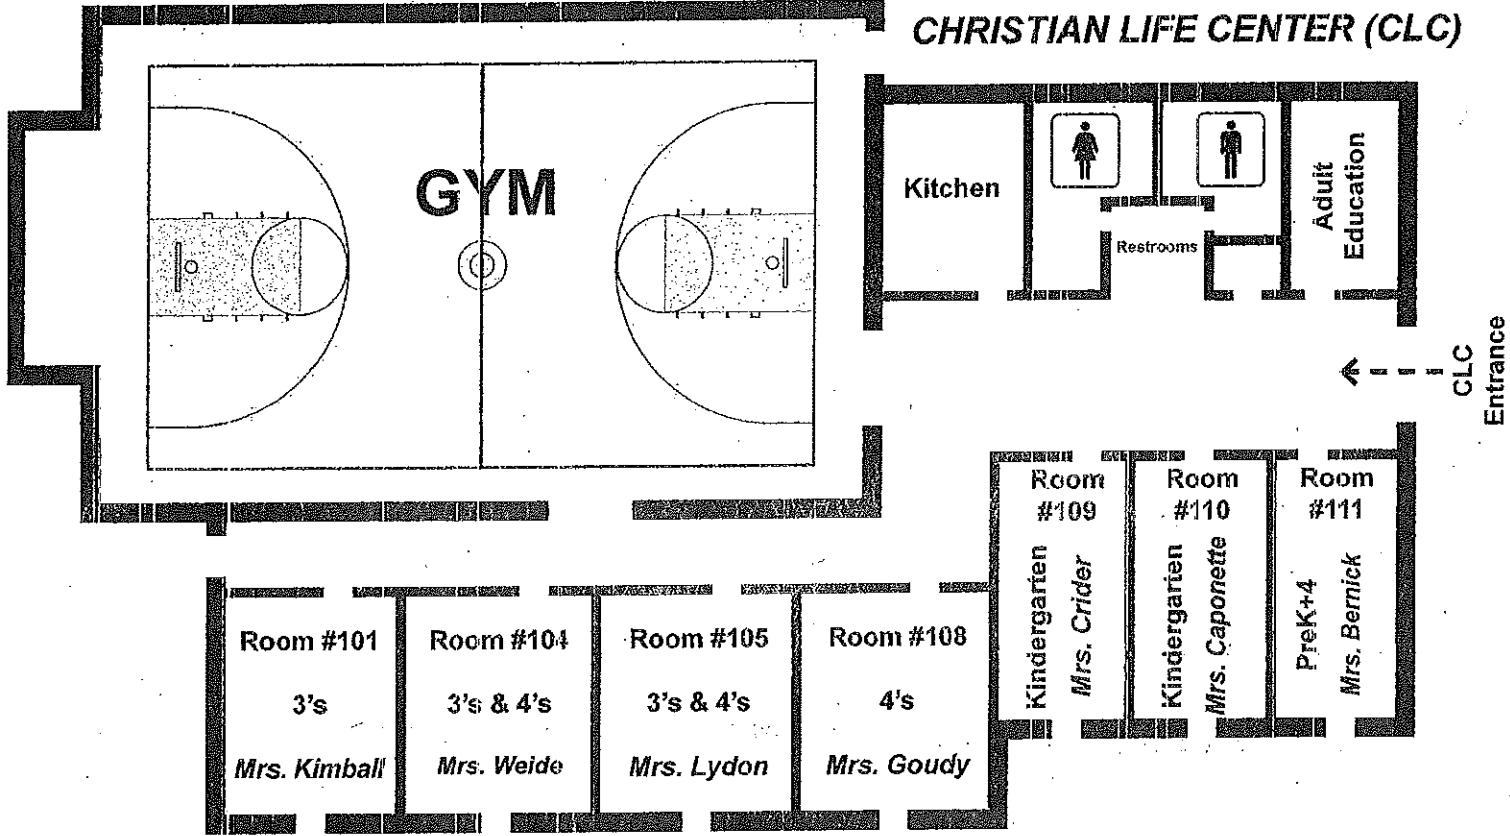 CHRISTIAN LIFE CENTER (CLC)
GYM
Kitchen
Restrooms
Adult
Education
CLC
Entrance
Room
#109
Kindergarten
Mrs. Crider
Room
#110
Kindergarten
Mrs. Caponette
Room
#111
PreK+4
Mrs. Bernick
Room #101
3's
Mrs. Kimball
Room #104
3's & 4's
Mrs. Weide
Room #105
3's & 4's
Mrs. Lydon
Room #108
4's
Mrs. Goudy